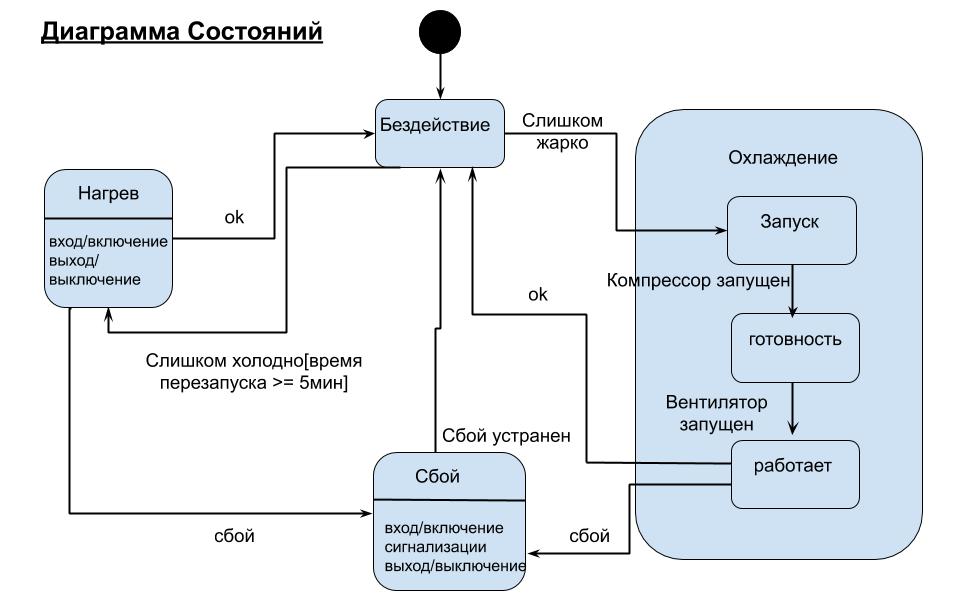 Диаграмма Состояний
Бездействие
Слишком
жарко
Охлаждение
Нагрев
вход/включение
выход/
выключение
ok
Запуск
Компрессор запущен
ok
готовность
Слишком холодно[время
перезапуска >= 5мин]
Вентилятор
запущен
Сбой устранен
работает
Сбой
вход/включение
сигнализации
выход/выключение
сбой
сбой